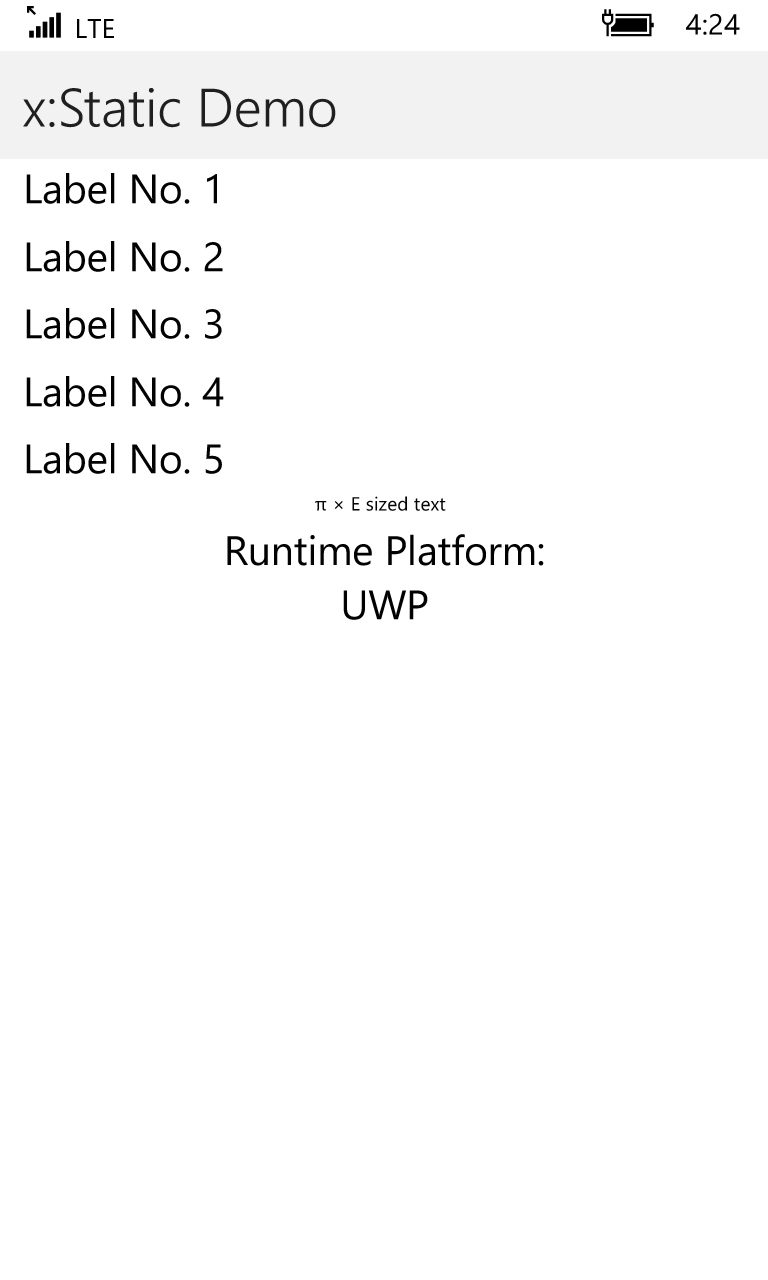 LTE 4:24
x:Static Demo
Label No. 1
Label No. 2
Label No. 3
Label No. 4
Label No. 5
π × E sized text
Runtime Platform:
UWP